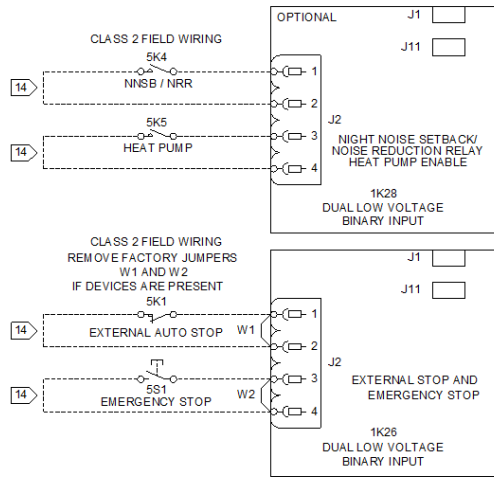 OPTIONAL
J1
J11
CLASS 2 FIELD WIRING
5K4
14
NNSB / NRR
1
2
5K5
14
HEAT PUMP
3
4
J2
NIGHT NOISE SETBACK/
NOISE REDUCTION RELAY
HEAT PUMP ENABLE
1K28
DUAL LOW VOLTAGE
BINARY INPUT
CLASS 2 FIELD WIRING
REMOVE FACTORY JUMPERS
W1 AND W2
IF DEVICES ARE PRESENT
J1
J11
5K1
14
EXTERNAL AUTO STOP
W1
1
2
J2
14
5S1
EMERGENCY STOP
W2
3
4
EXTERNAL STOP AND
EMERGENCY STOP
1K26
DUAL LOW VOLTAGE
BINARY INPUT